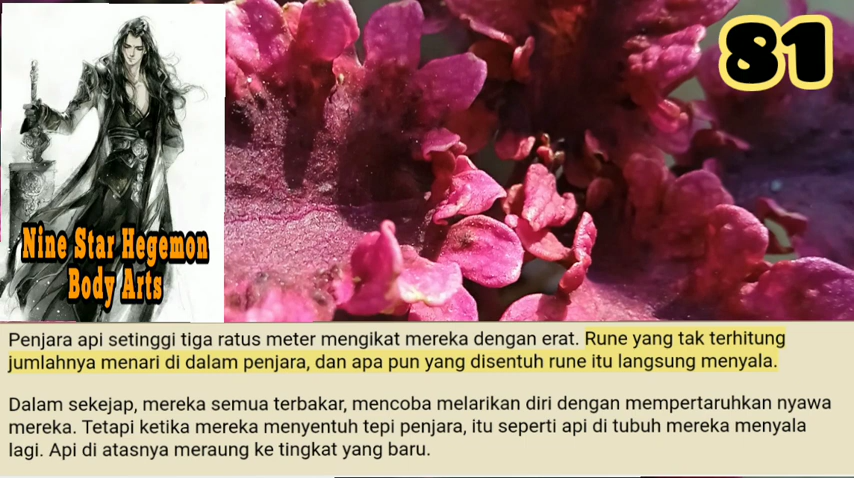 81
Nine Star Hegemon
Body Arts
Penjara api setinggi tiga ratus meter mengikat mereka dengan erat. Rune yang tak terhitung
jumlahnya menari di dalam penjara, dan apa pun yang disentuh rune itu langsung menyala.
Dalam sekejap, mereka semua terbakar, mencoba melarikan diri dengan mempertaruhkan nyawa
mereka. Tetapi ketika mereka menyentuh tepi penjara, itu seperti api di tubuh mereka menyala
lagi. Api di atasnya meraung ke tingkat yang baru.